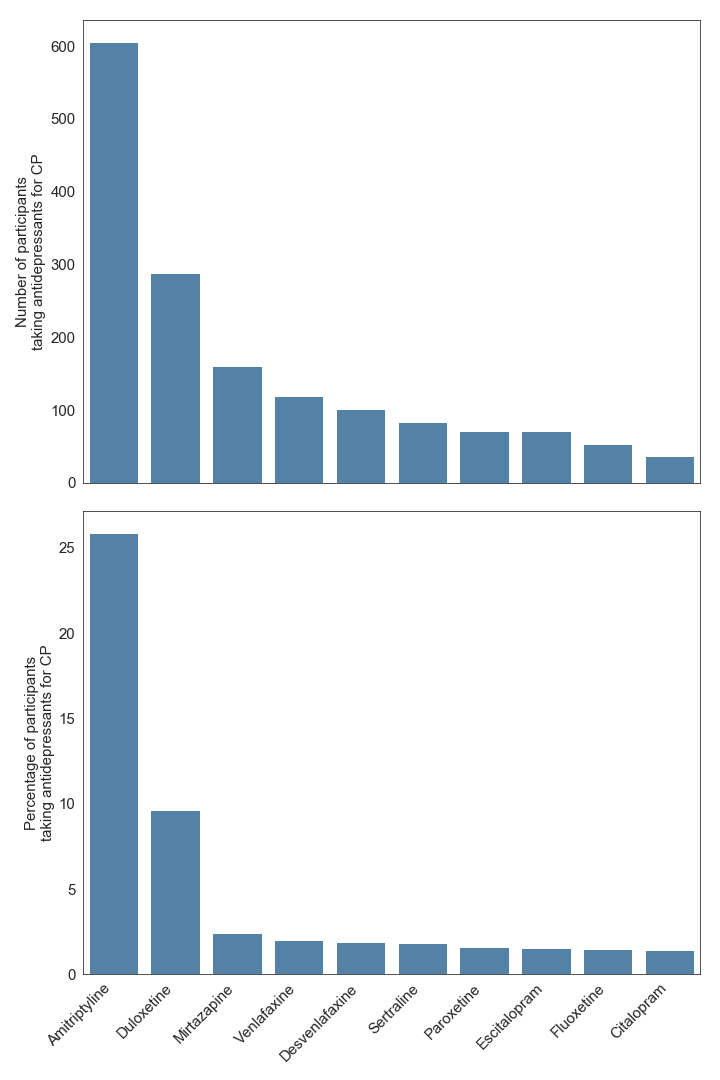 600
500
400
300
200
100
0
Number of participants
taking antidepressants for CP
25
20
15
10
5
0
Percentage of participants
taking antidepressants for CP
Amitriptyline
Duloxetine
Mirtazapine
Venlafaxine
Desvenlafaxine
Sertraline
Paroxetine
Escitalopram
Fluoxetine
Citalopram